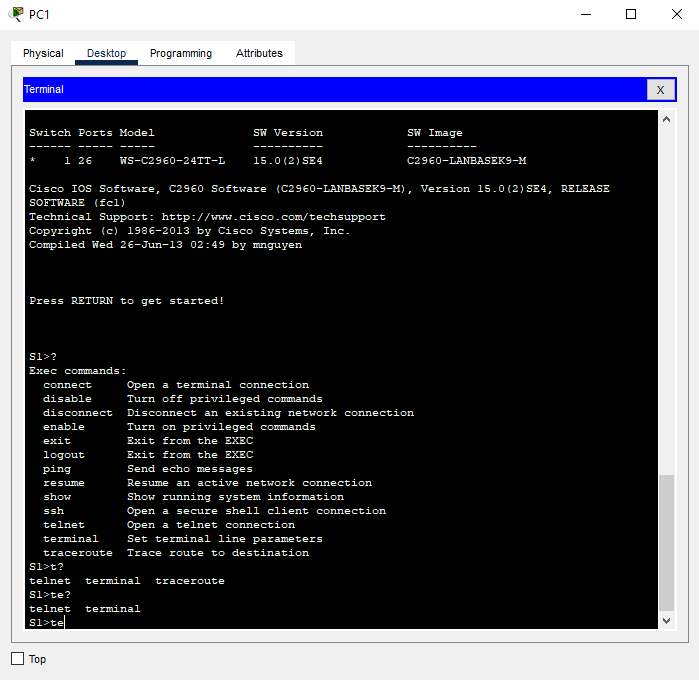 PC1
Physical Desktop Programming Attributes
Terminal X
Switch Ports Model SW Version SW Image
------ ----- ----- ---------- ----------
* 1 26 WS-C2960-24TT-L 15.0(2)SE4 C2960-LANBASEK9-M
Cisco IOS Software, C2960 Software (C2960-LANBASEK9-M), Version 15.0(2)SE4, RELEASE
SOFTWARE (fc1)
Technical Support: http://www.cisco.com/techsupport
Copyright (c) 1986-2013 by Cisco Systems, Inc.
Compiled Wed 26-Jun-13 02:49 by mnguyen
Press RETURN to get started!
S1>?
Exec commands:
connect Open a terminal connection
disable Turn off privileged commands
disconnect Disconnect an existing network connection
enable Turn on privileged commands
exit Exit from the EXEC
logout Exit from the EXEC
ping Send echo messages
resume Resume an active network connection
show Show running system information
ssh Open a secure shell client connection
telnet Open a telnet connection
terminal Set terminal line parameters
traceroute Trace route to destination
S1>t?
telnet terminal traceroute
S1>te?
telnet terminal
S1>te
Top